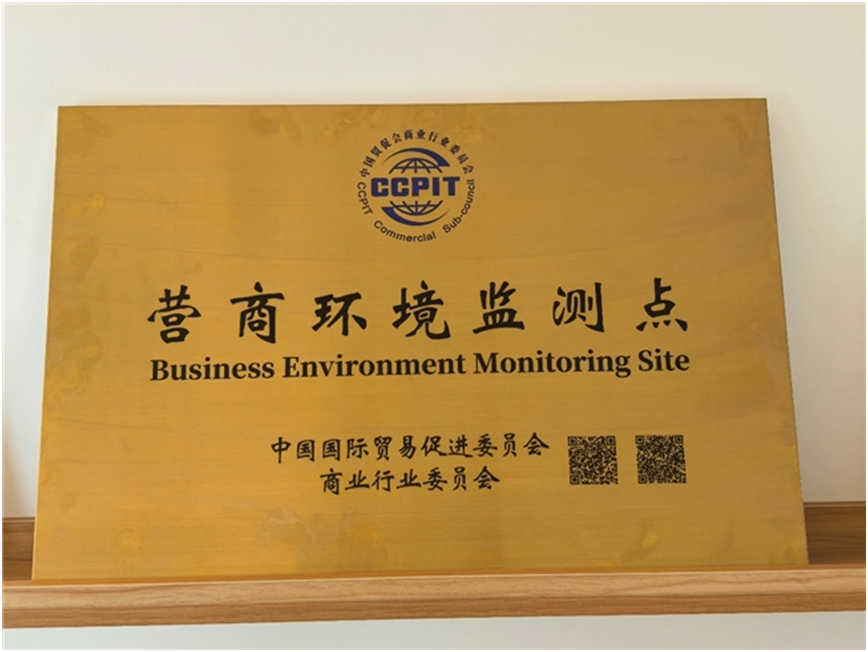 中国贸促会商业行业委员会
CCPIT
CCPIT Commercial Sub-council
营商环境监测点
Business Environment Monitoring Site
中国国际贸易促进委员会
商业行业委员会